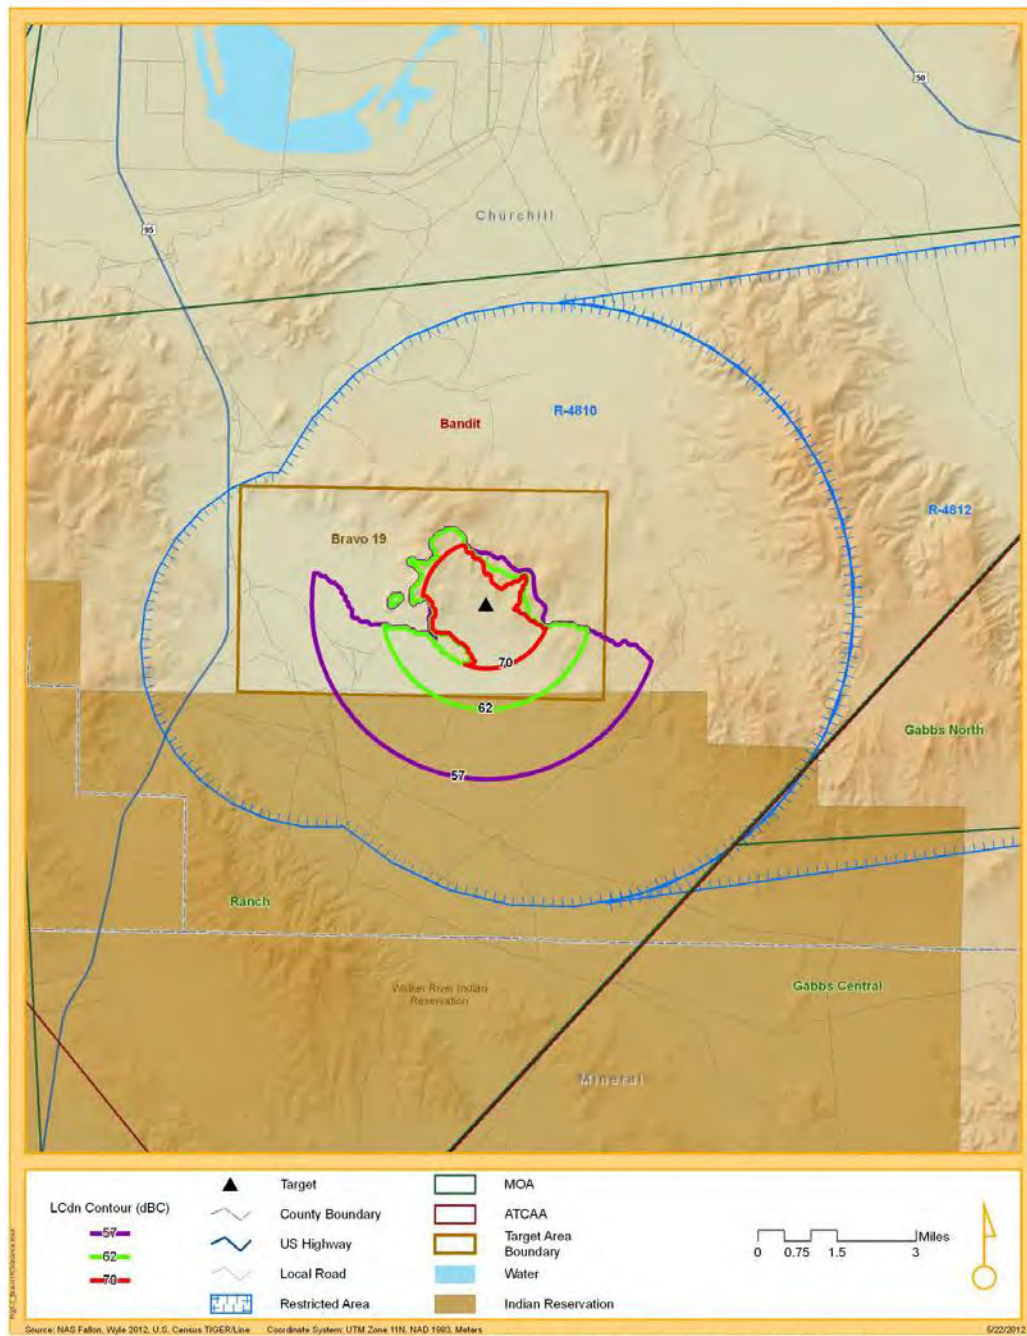 50
Churchill
95
Bandit
R-4810
R-4812
Bravo 19
70
62
57
Gabbs North
Ranch
Walker River Indian
Reservation
Gabbs Central
Mineral
LCdn Contour (dBC)
57
62
70
Target
County Boundary
US Highway
Local Road
Restricted Area
MOA
ATCAA
Target Area
Boundary
Water
Indian Reservation
Miles
0 0.75 1.5 3
Source: NAS Fallon, Wyle 2012, U.S. Census TIGER/Line Coordinate System: UTM Zone 11N, NAD 1983, Meters
5/22/2012